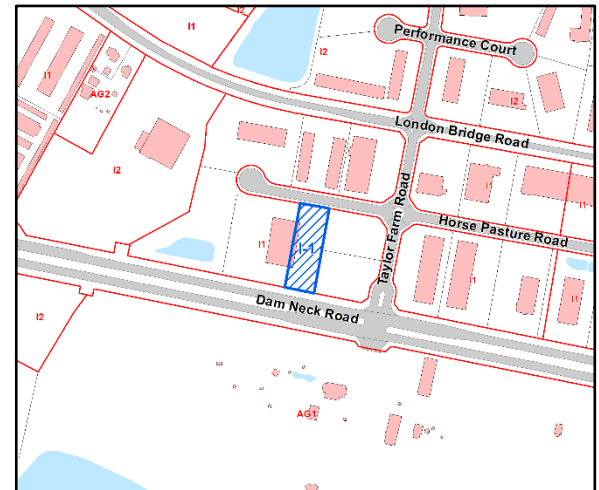 I1
I2
Performance Court
I1
AG2
I2
London Bridge Road
I2
I1
Taylor Farm Road
Horse Pasture Road
I1
I-1
I1
I1
Dam Neck Road
I2
AG1